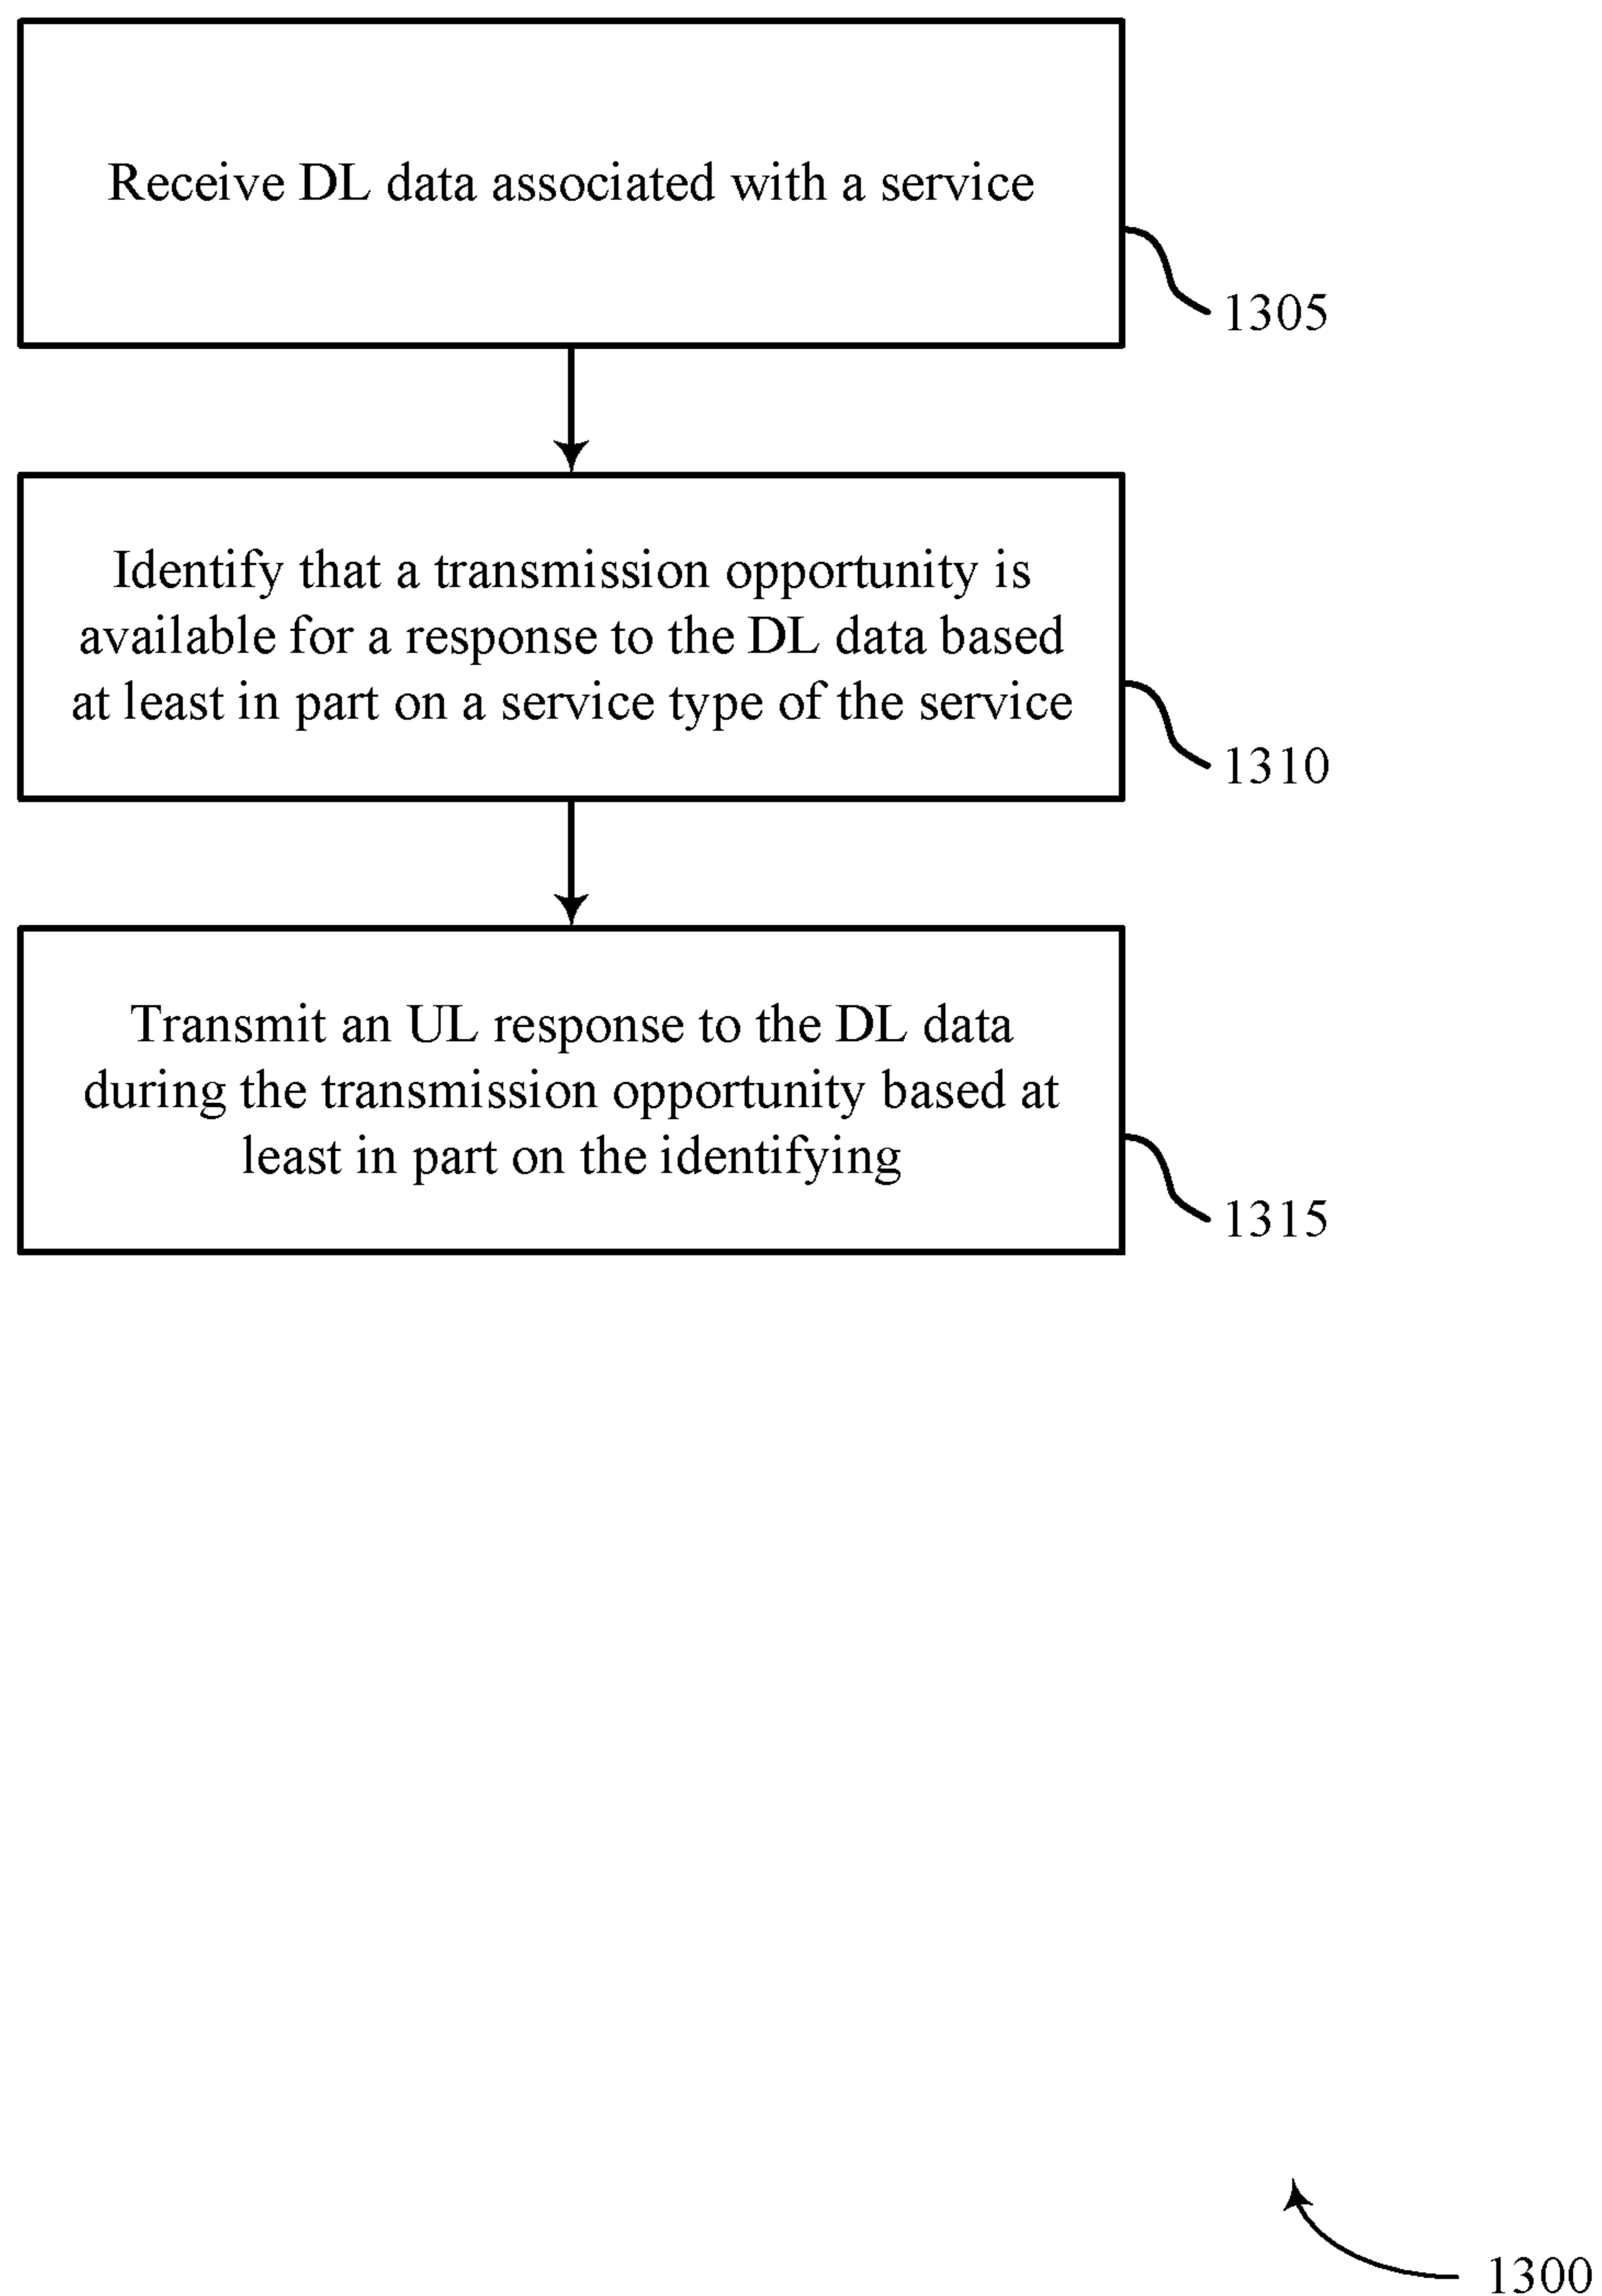 Receive DL data associated with a service
1305
Identify that a transmission opportunity is
available for a response to the DL data based
at least in part on a service type of the service
1310
Transmit an UL response to the DL data
during the transmission opportunity based at
least in part on the identifying
1315
1300